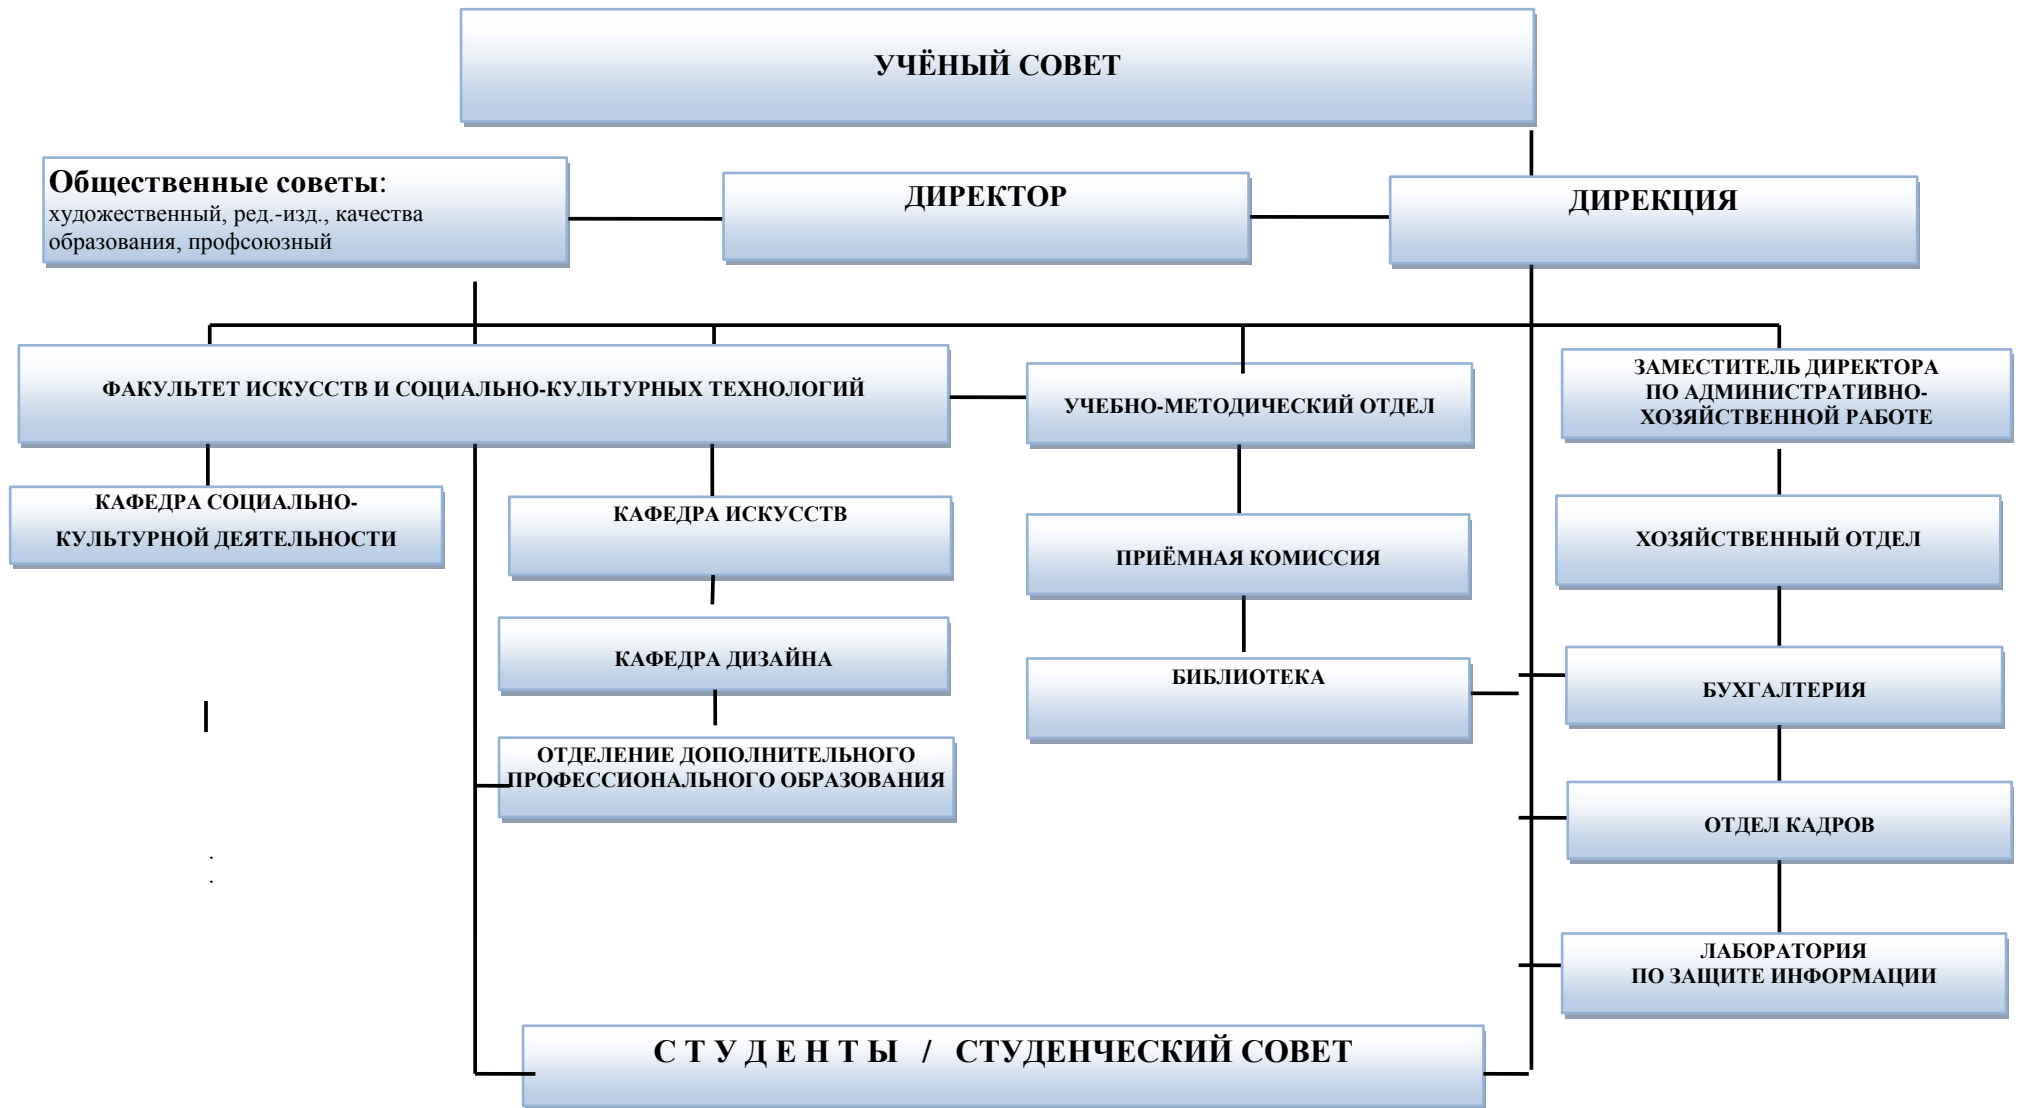 УЧЁНЫЙ СОВЕТ
Общественные советы:
художественный, ред.-изд., качества
образования, профсоюзный
ДИРЕКТОР
ДИРЕКЦИЯ
ФАКУЛЬТЕТ ИСКУССТВ И СОЦИАЛЬНО-КУЛЬТУРНЫХ ТЕХНОЛОГИЙ
УЧЕБНО-МЕТОДИЧЕСКИЙ ОТДЕЛ
ЗАМЕСТИТЕЛЬ ДИРЕКТОРА
ПО АДМИНИСТРАТИВНО-
ХОЗЯЙСТВЕННОЙ РАБОТЕ
КАФЕДРА СОЦИАЛЬНО-
КУЛЬТУРНОЙ ДЕЯТЕЛЬНОСТИ
КАФЕДРА ИСКУССТВ
ПРИЁМНАЯ КОМИССИЯ
ХОЗЯЙСТВЕННЫЙ ОТДЕЛ
КАФЕДРА ДИЗАЙНА
БИБЛИОТЕКА
БУХГАЛТЕРИЯ
ОТДЕЛЕНИЕ ДОПОЛНИТЕЛЬНОГО
ПРОФЕССИОНАЛЬНОГО ОБРАЗОВАНИЯ
ОТДЕЛ КАДРОВ
.
.
ЛАБОРАТОРИЯ
ПО ЗАЩИТЕ ИНФОРМАЦИИ
С Т У Д Е Н Т Ы / СТУДЕНЧЕСКИЙ СОВЕТ